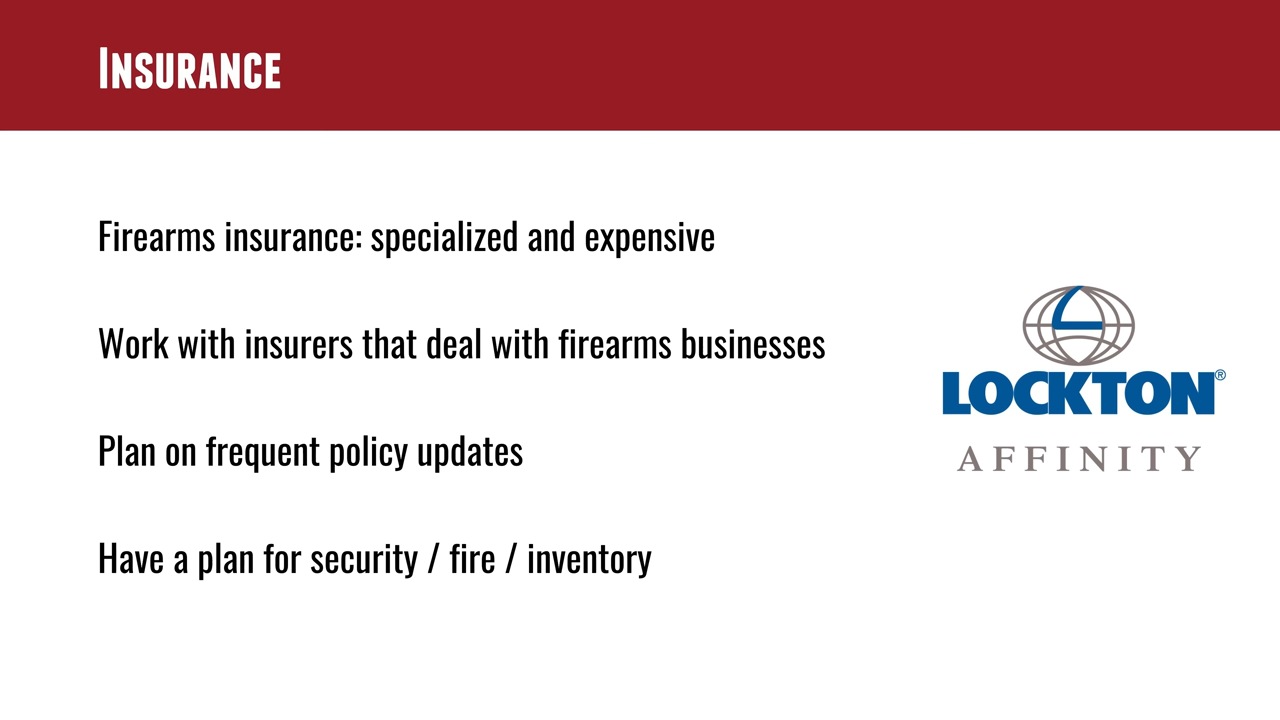 Insurance
Firearms insurance: specialized and expensive
Work with insurers that deal with firearms businesses
Plan on frequent policy updates
Have a plan for security / fire / inventory
LOCKTON®
AFFINITY